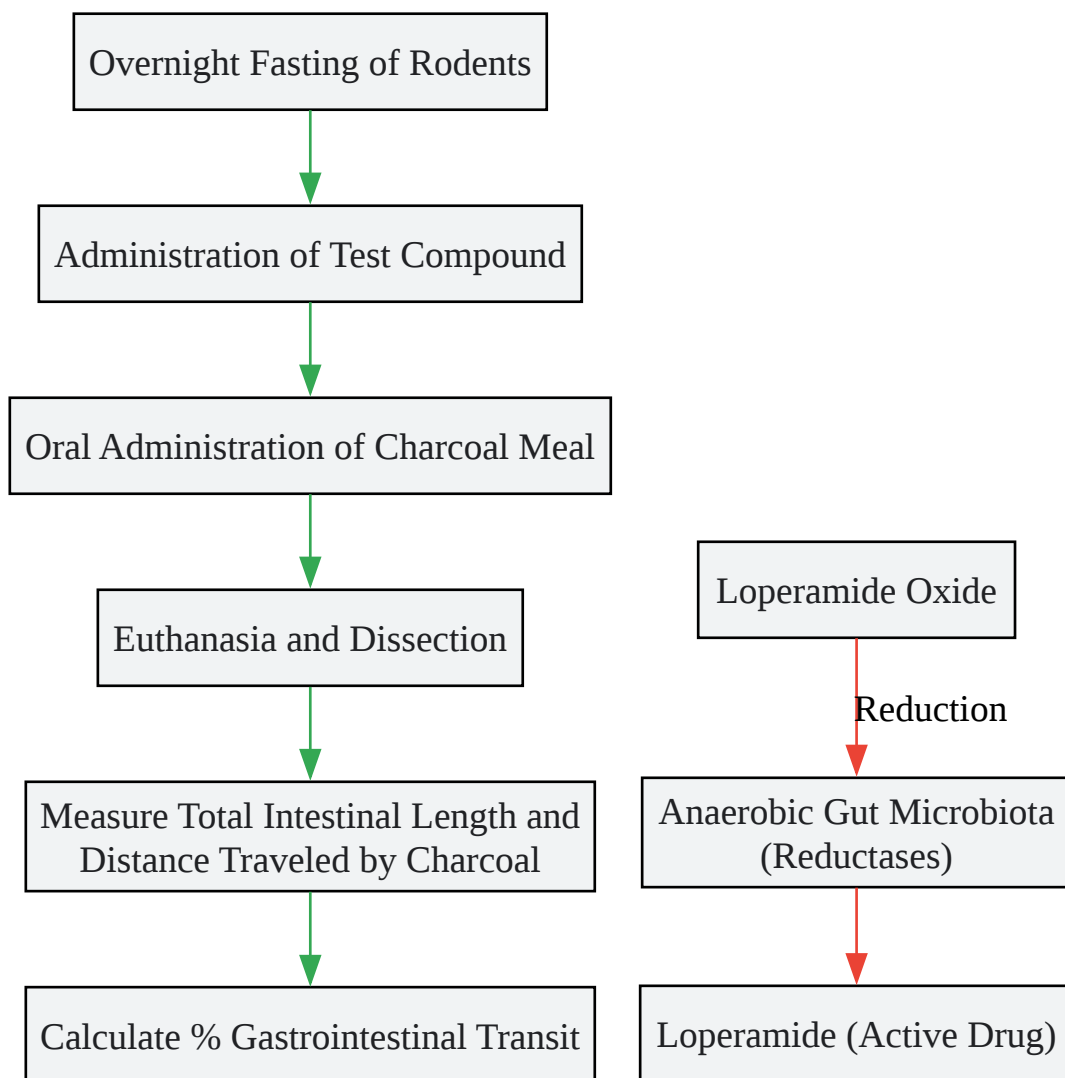 Overnight Fasting of Rodents
Administration of Test Compound
Oral Administration of Charcoal Meal
Euthanasia and Dissection
Measure Total Intestinal Length and
Distance Traveled by Charcoal
Calculate % Gastrointestinal Transit
Loperamide Oxide
Reduction
Anaerobic Gut Microbiota
(Reductases)
Loperamide (Active Drug)